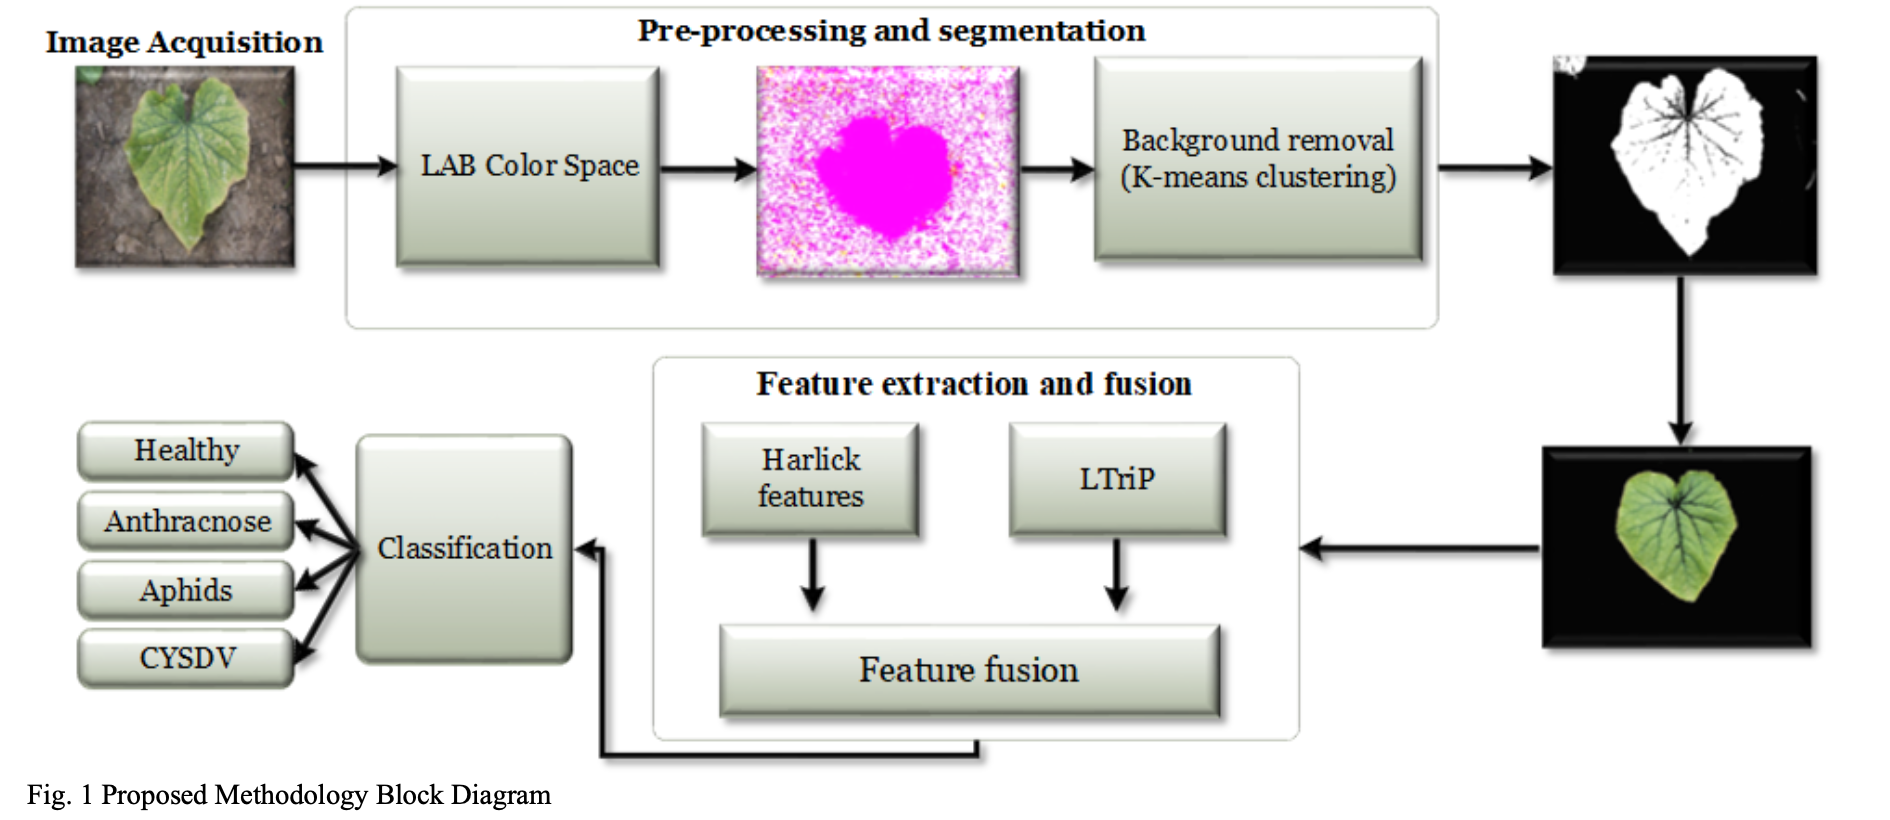 Image Acquisition
Pre-processing and segmentation
LAB Color Space
Background removal
(K-means clustering)
Feature extraction and fusion
Harlick
features
LTriP
Feature fusion
Classification
Healthy
Anthracnose
Aphids
CYSDV
Fig. 1 Proposed Methodology Block Diagram